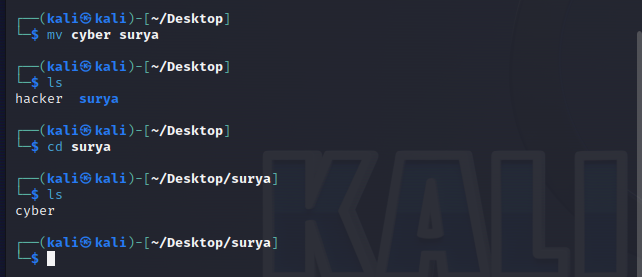 ┌──(kali㉿kali)-[~/Desktop]
└─$ mv cyber surya
┌──(kali㉿kali)-[~/Desktop]
└─$ ls
hacker  surya
┌──(kali㉿kali)-[~/Desktop]
└─$ cd surya
┌──(kali㉿kali)-[~/Desktop/surya]
└─$ ls
cyber
┌──(kali㉿kali)-[~/Desktop/surya]
└─$
KALI